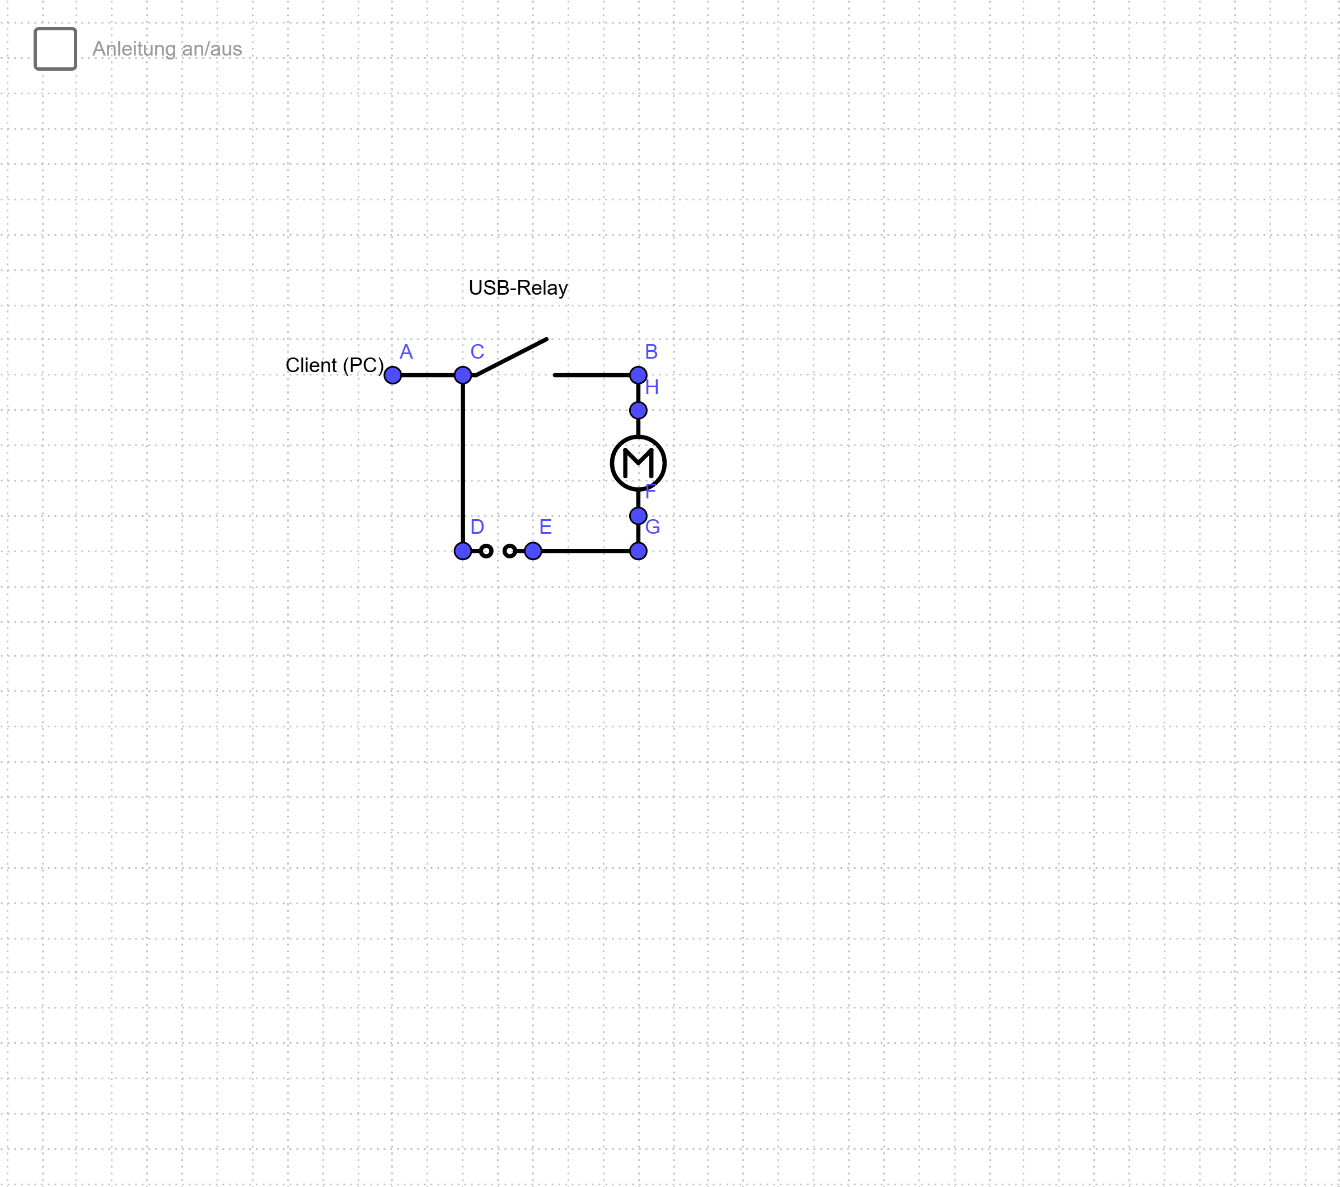 Anleitung an/aus
USB-Relay
Client (PC)
A
C
B
H
M
F
D
E
G